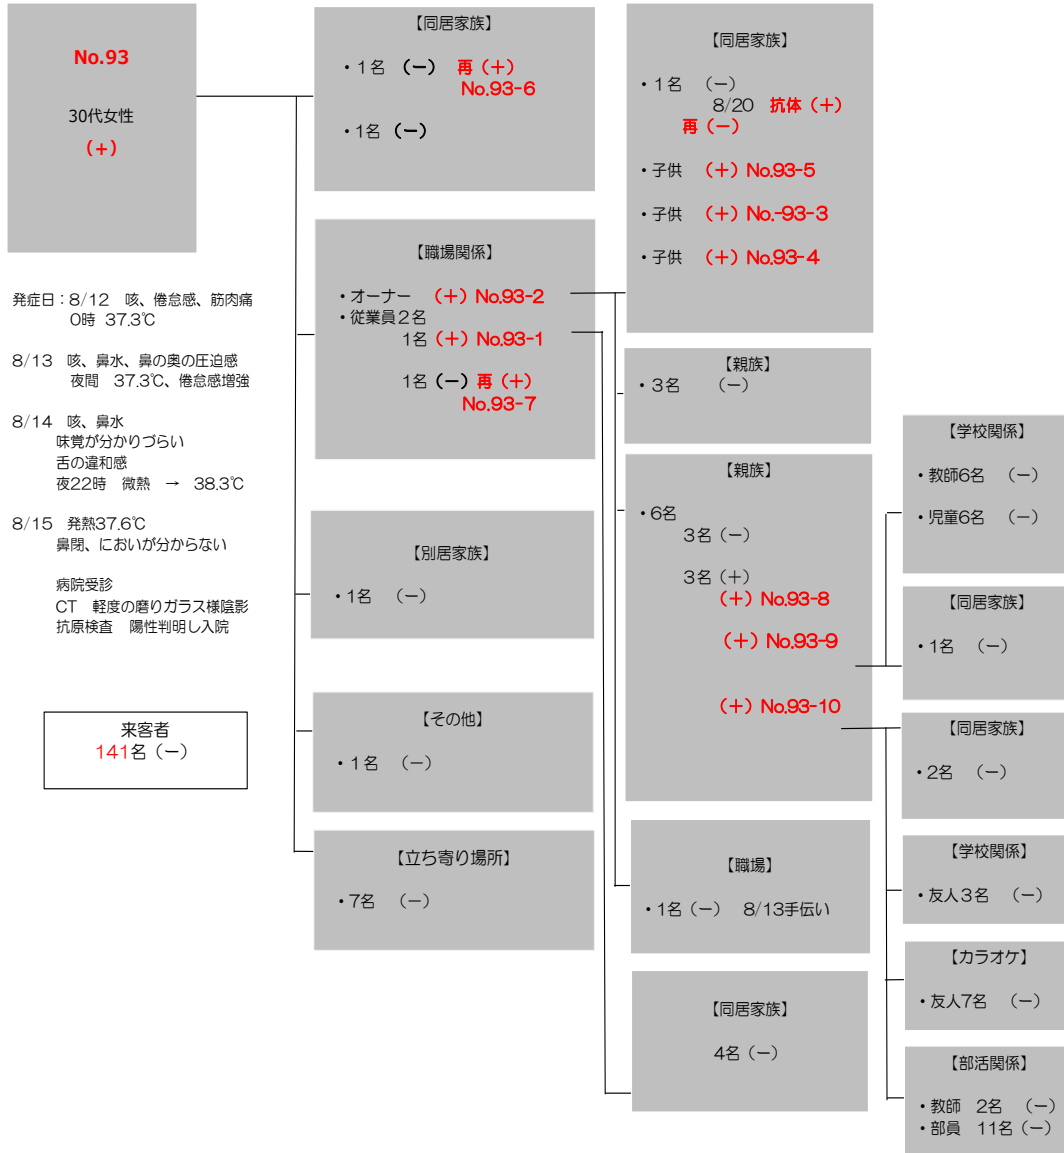 No.93
30代女性
（+）
発症日：8/12　咳、倦怠感、筋肉痛
0時　37.3℃
8/13　咳、鼻水、鼻の奥の圧迫感
夜間　37.3℃、倦怠感増強
8/14　咳、鼻水
味覚が分かりづらい
舌の違和感
夜22時　微熱　→　38.3℃
8/15　発熱37.6℃
鼻閉、においが分からない
病院受診
CT　軽度の磨りガラス様陰影
抗原検査　陽性判明し入院
来客者
141名（－）
【同居家族】
・1名　（－）　再（+）
No.93-6
・1名　（－）
【職場関係】
・オーナー　（+）No.93-2
・従業員2名
1名（+）No.93-1
1名（－）再（+）
No.93-7
【別居家族】
・1名　（－）
【その他】
・1名　（－）
【立ち寄り場所】
・7名　（－）
【同居家族】
・1名　（－）
8/20　抗体（+）
再（－）
・子供　（+）No.93-5
・子供　（+）No.-93-3
・子供　（+）No.93-4
【親族】
・3名　（－）
【親族】
・6名
3名（－）
3名（+）
（+）No.93-8
（+）No.93-9
（+）No.93-10
【職場】
・1名（－）　8/13手伝い
【同居家族】
4名（－）
【学校関係】
・教師6名　（－）
・児童6名　（－）
【同居家族】
・1名　（－）
【同居家族】
・2名　（－）
【学校関係】
・友人3名　（－）
【カラオケ】
・友人7名　（－）
【部活関係】
・教師　2名　（－）
・部員　11名（－）